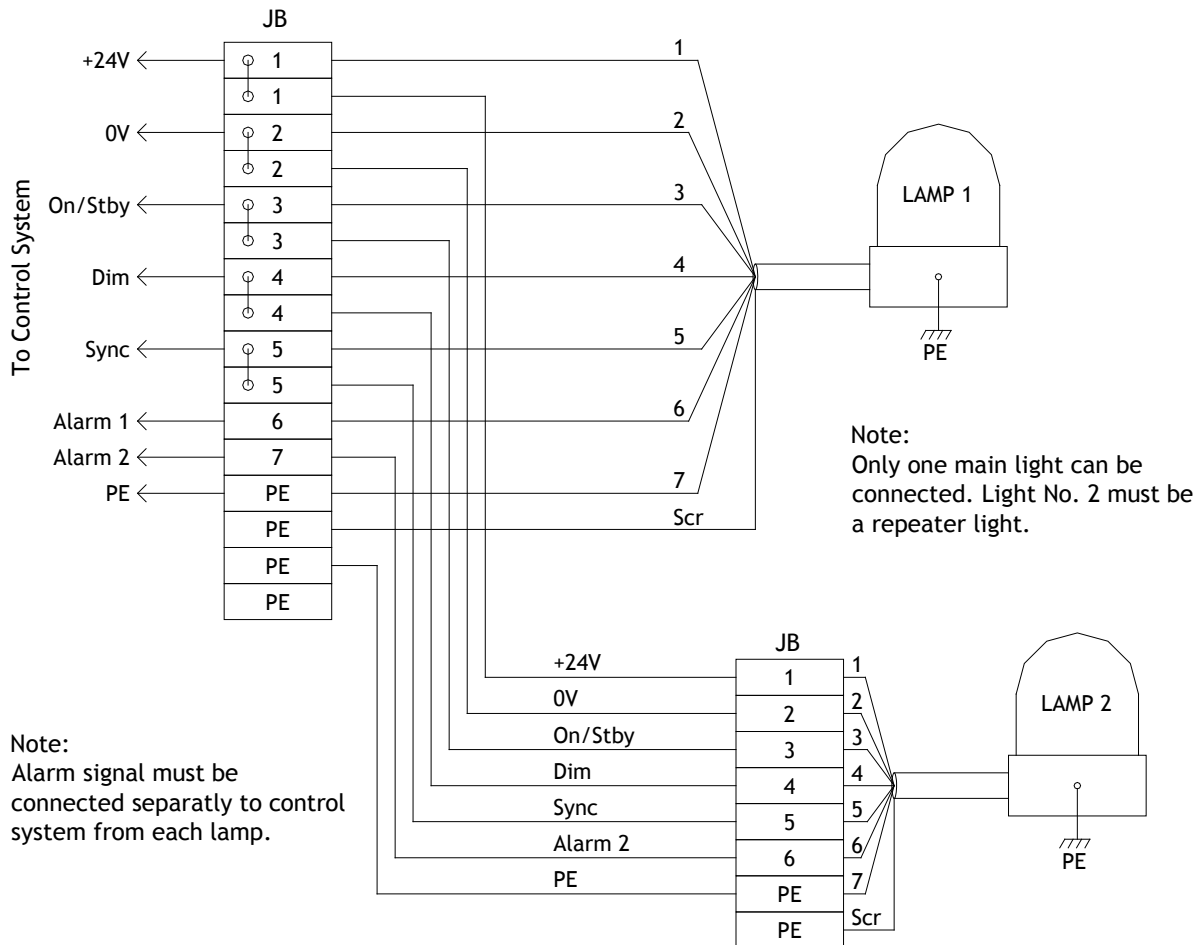 JB
+24V
1
1
1
0V
2
2
2
On/Stby
3
3
3
Dim
4
4
4
Sync
5
5
5
Alarm 1
6
6
Alarm 2
7
PE
PE
7
PE
Scr
PE
PE
To Control System
LAMP 1
PE
Note:
Only one main light can be
connected. Light No. 2 must be
a repeater light.
Note:
Alarm signal must be
connected separatly to control
system from each lamp.
JB
+24V
1
1
0V
2
2
On/Stby
3
3
Dim
4
4
Sync
5
5
Alarm 2
6
6
PE
PE
7
PE
Scr
LAMP 2
PE